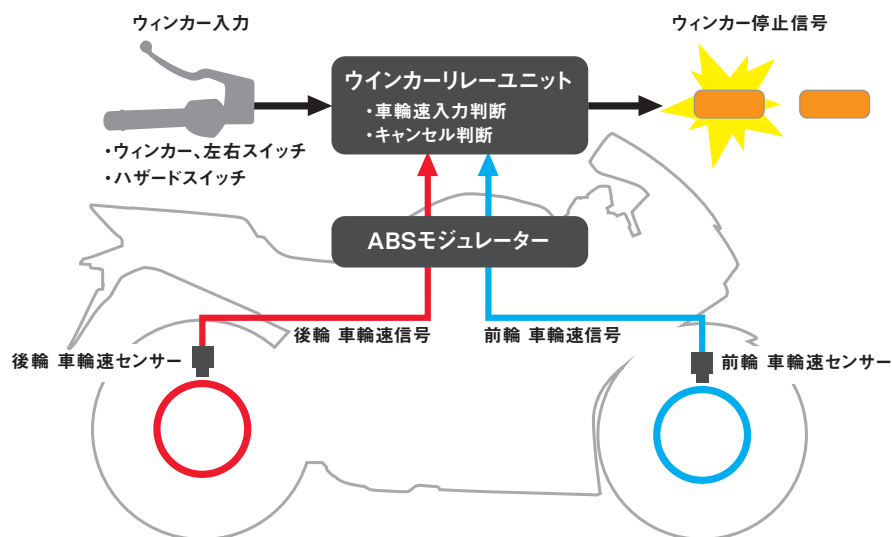 ウィンカー入力
ウィンカー停止信号
ウインカーリレーユニット
・車輪速入力判断
・キャンセル判断
・ウィンカー、左右スイッチ
・ハザードスイッチ
ABSモジュレーター
後輪 車輪速信号
前輪 車輪速信号
後輪 車輪速センサー
前輪 車輪速センサー